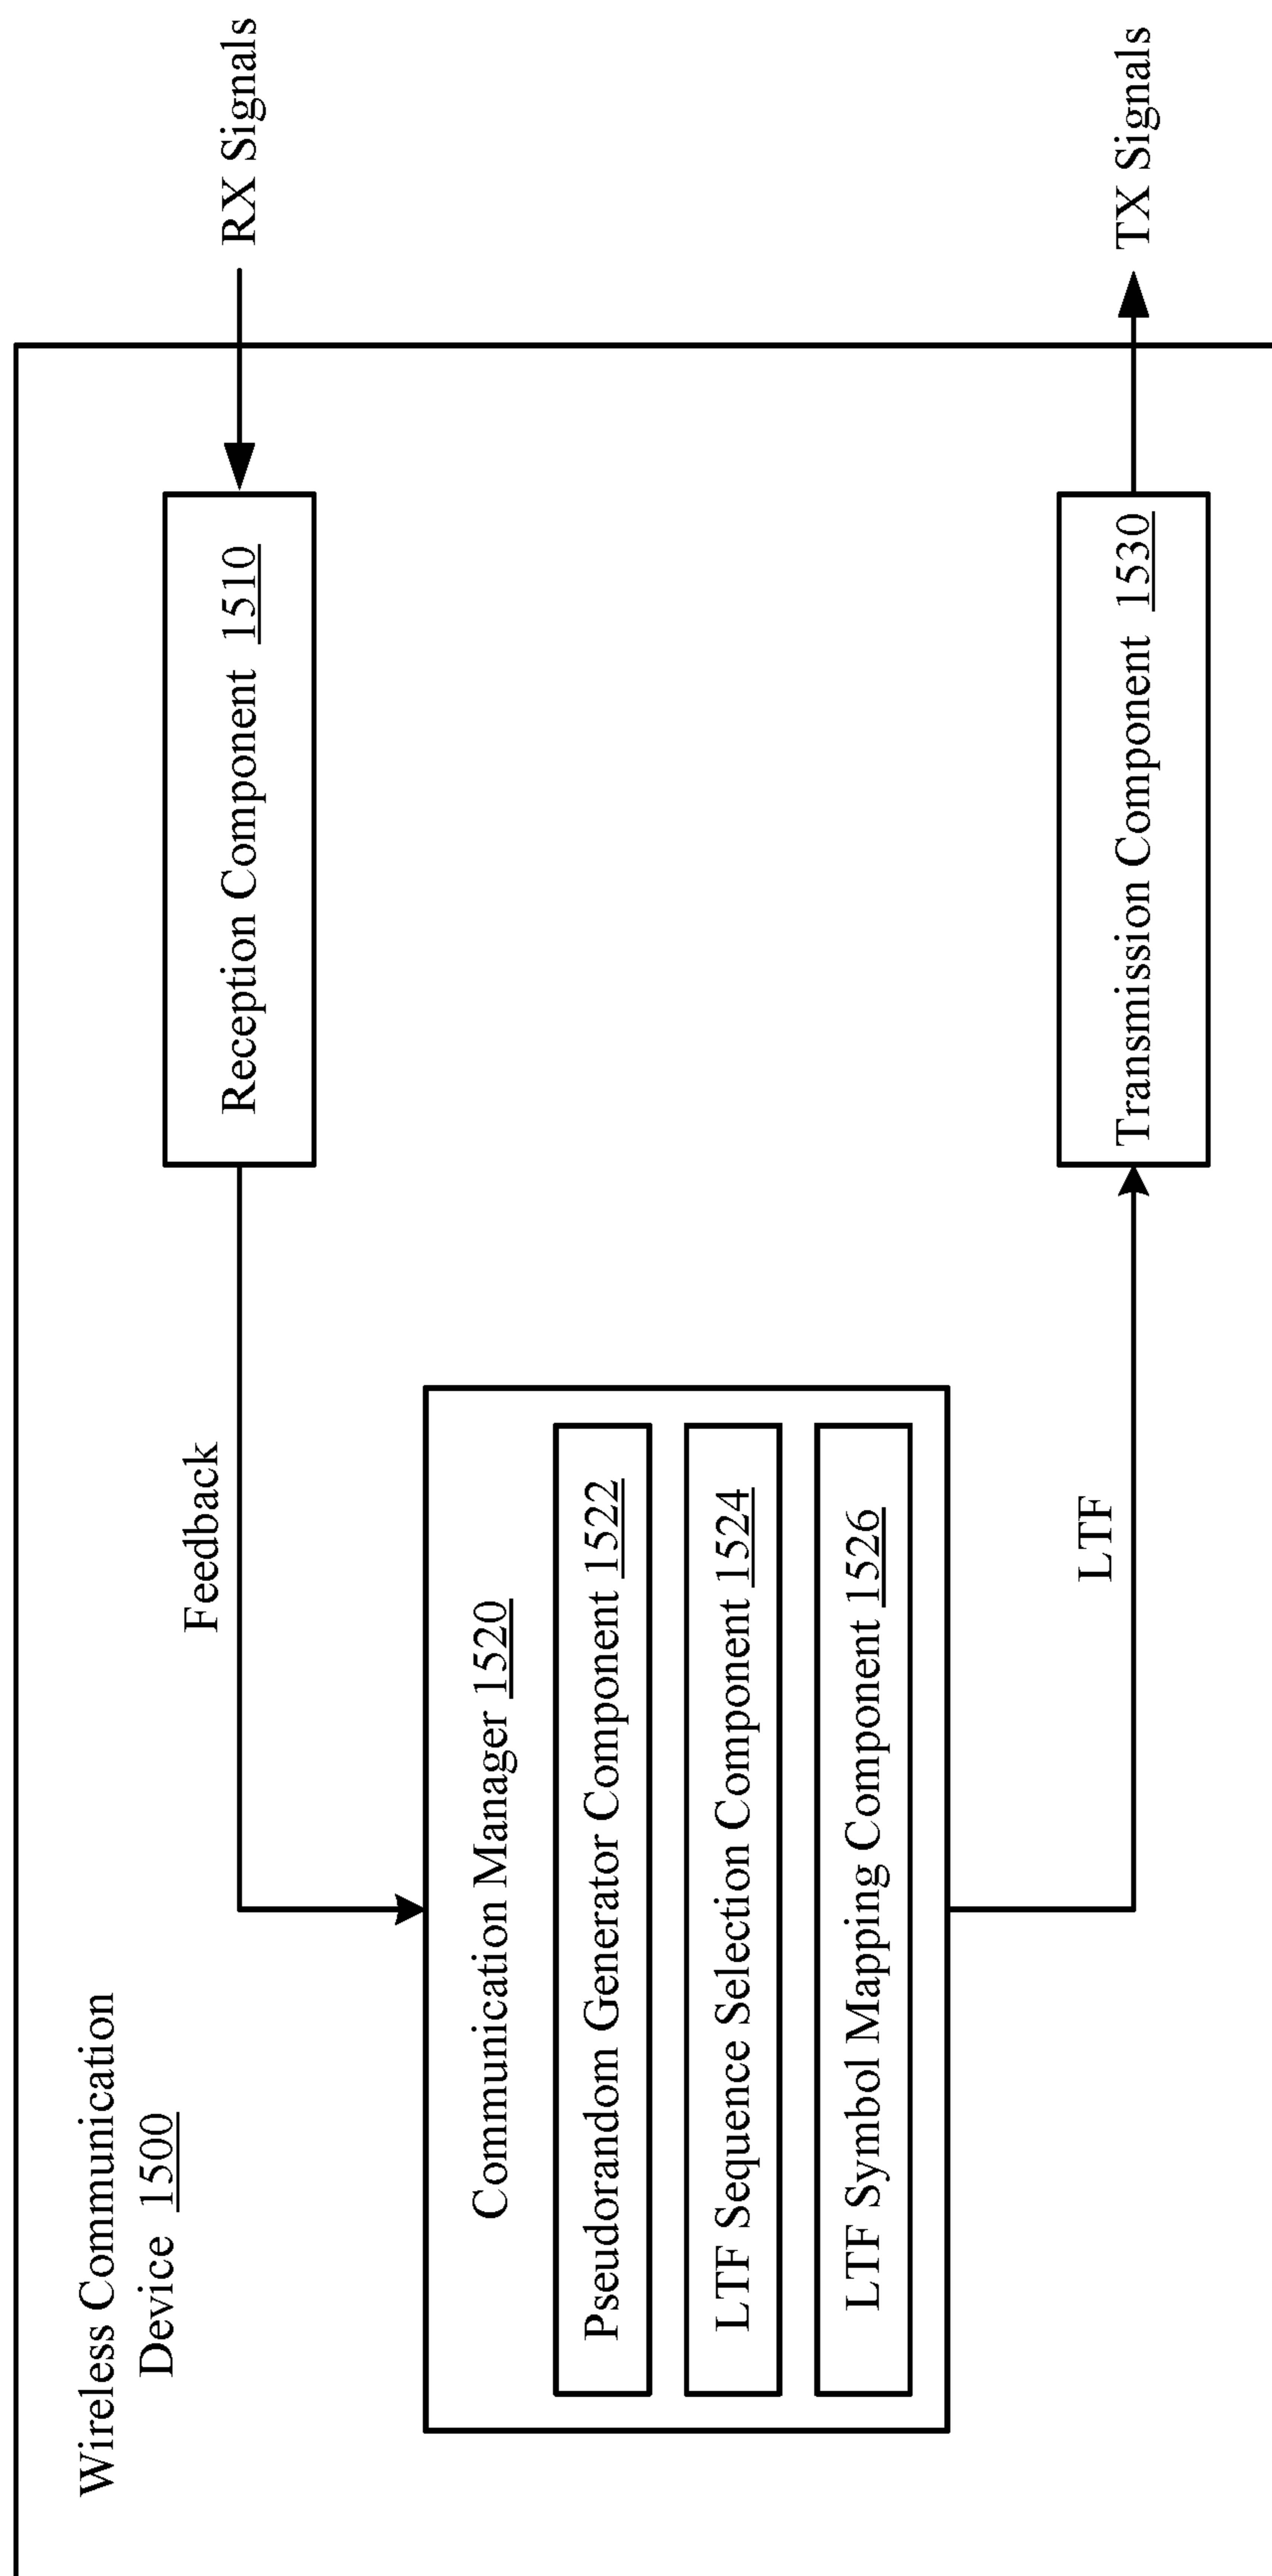 Wireless Communication
Device 1500
RX Signals
Reception Component 1510
Feedback
Communication Manager 1520
Pseudorandom Generator Component 1522
LTF Sequence Selection Component 1524
LTF Symbol Mapping Component 1526
LTF
Transmission Component 1530
TX Signals